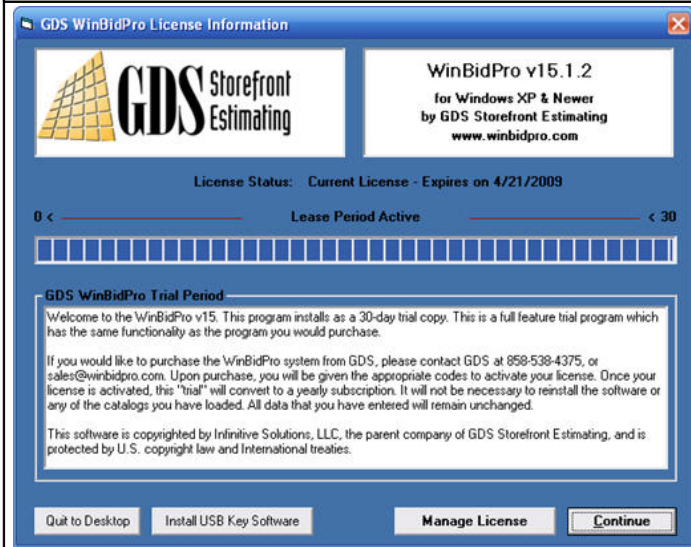 GDS WinBidPro License Information
GDS Storefront
Estimating
WinBidPro v15.1.2
for Windows XP & Newer
by GDS Storefront Estimating
www.winbidpro.com
License Status: Current License - Expires on 4/21/2009
0 < Lease Period Active < 30
GDS WinBidPro Trial Period
Welcome to the WinBidPro v15. This program installs as a 30-day trial copy. This is a full feature trial program which
has the same functionality as the program you would purchase.
If you would like to purchase the WinBidPro system from GDS, please contact GDS at 858-538-4375, or
sales@winbidpro.com. Upon purchase, you will be given the appropriate codes to activate your license. Once your
license is activated, this "trial" will convert to a yearly subscription. It will not be necessary to reinstall the software or
any of the catalogs you have loaded. All data that you have entered will remain unchanged.
This software is copyrighted by Infinitive Solutions, LLC, the parent company of GDS Storefront Estimating, and is
protected by U.S. copyright law and International treaties.
Quit to Desktop Install USB Key Software Manage License Continue